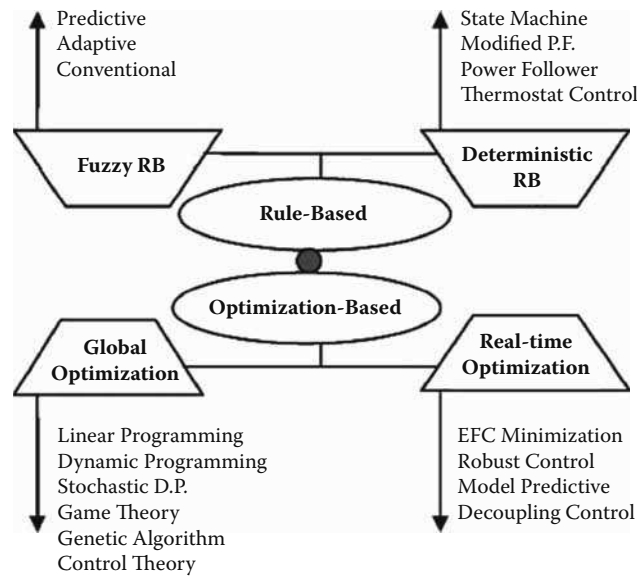 Predictive
Adaptive
Conventional
State Machine
Modified P.F.
Power Follower
Thermostat Control
Fuzzy RB
Deterministic
RB
Rule-Based
Optimization-Based
Global
Optimization
Real-time
Optimization
Linear Programming
Dynamic Programming
Stochastic D.P.
Game Theory
Genetic Algorithm
Control Theory
EFC Minimization
Robust Control
Model Predictive
Decoupling Control